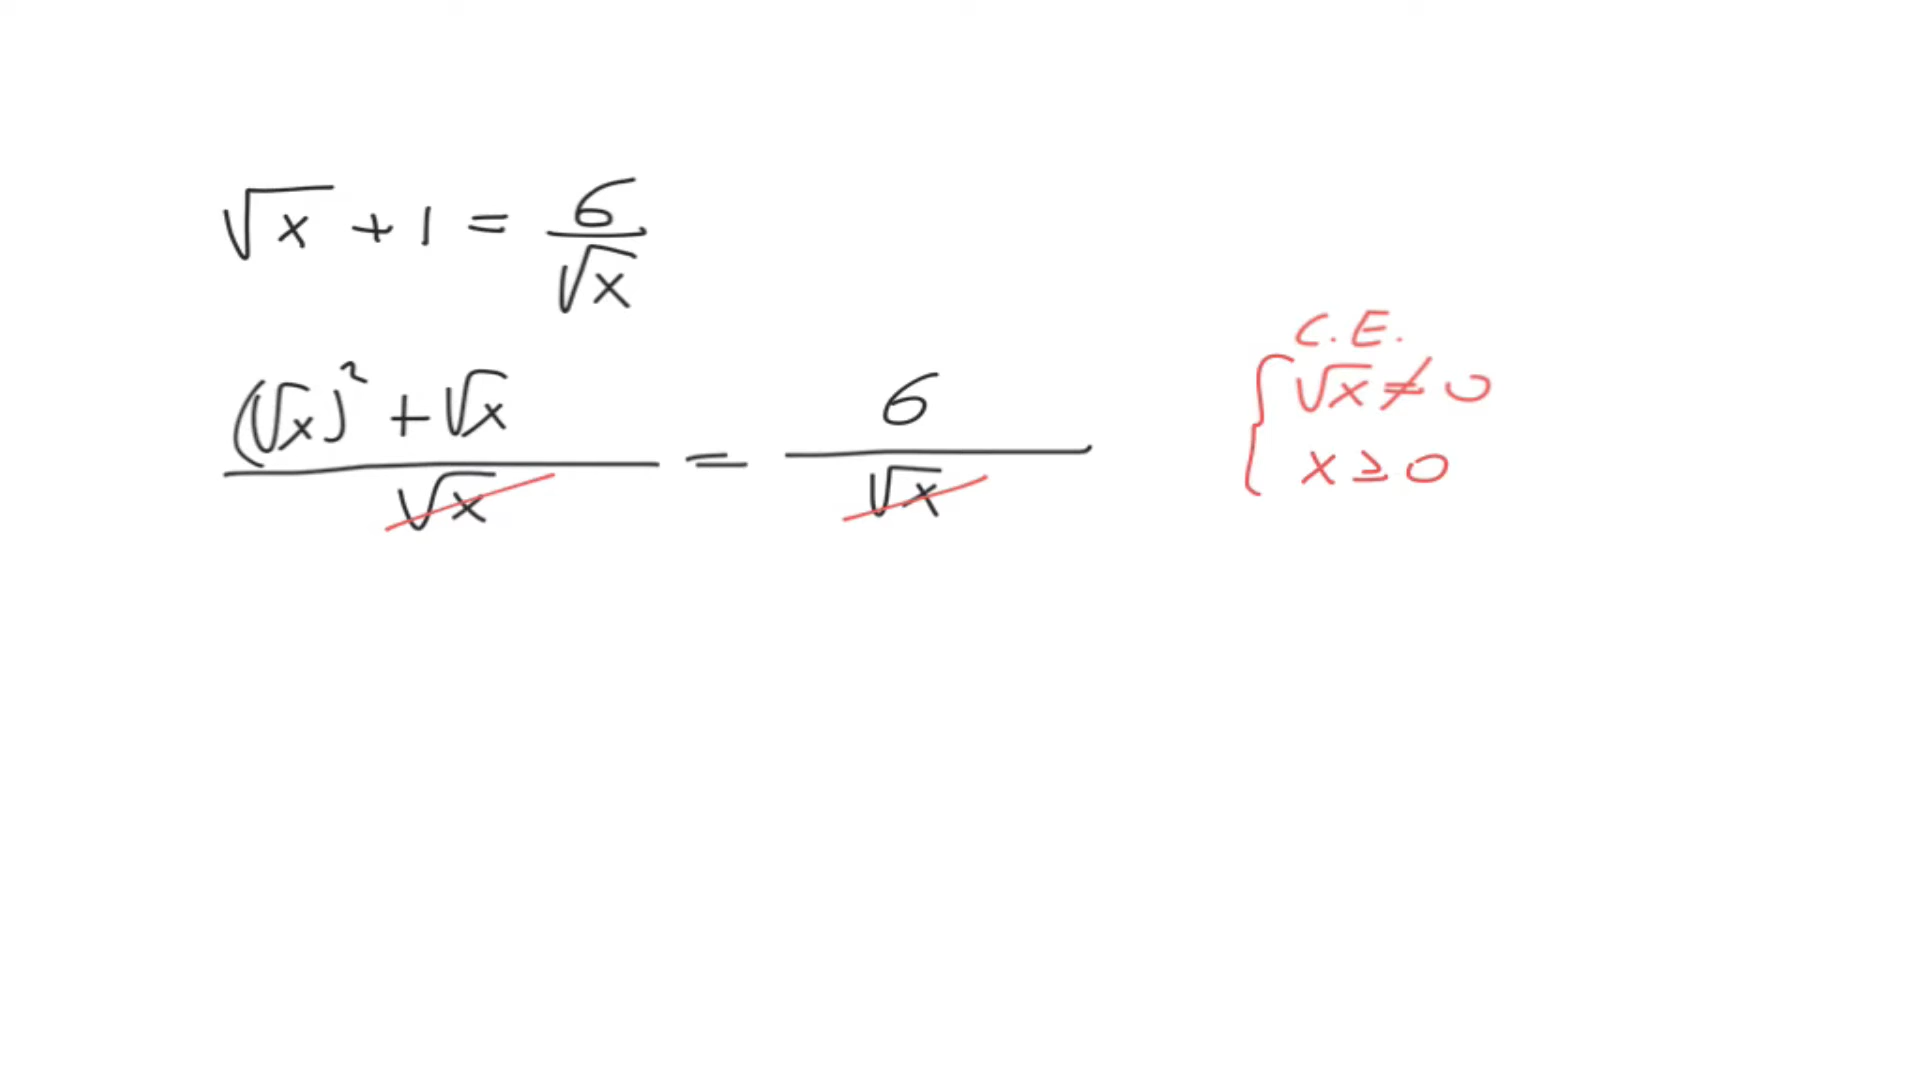 √x + 1 = 6/√x
C.E.
√x ≠ 0
((√x)² + √x)/√x = 6/√x
x ≥ 0